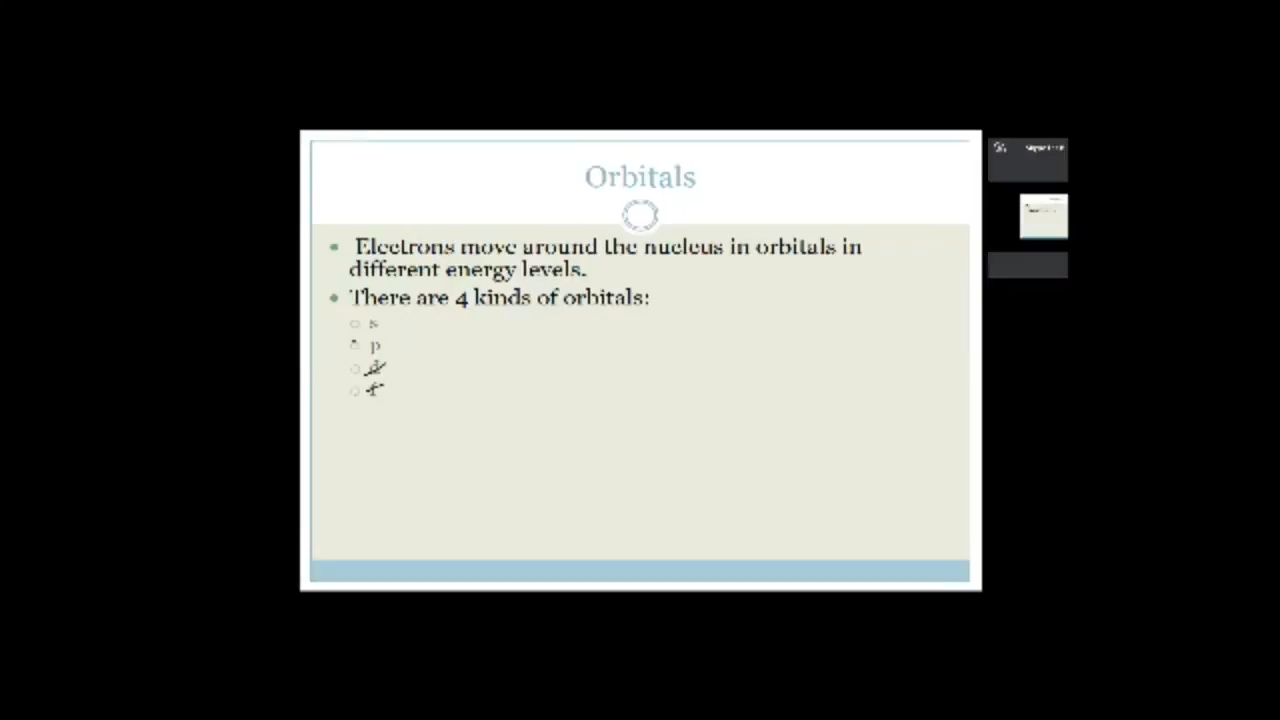 Orbitals
Electrons move around the nucleus in orbitals in
different energy levels.
There are 4 kinds of orbitals:
s
p
d
f